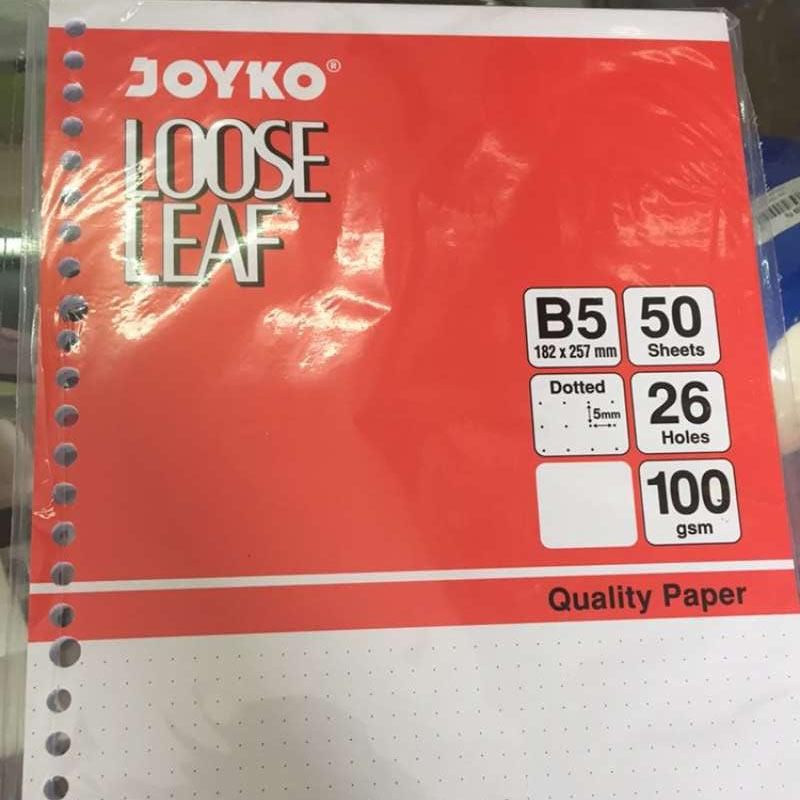 JOYKO®
LOOSE
LEAF
B5
182 x 257 mm
50
Sheets
Dotted
5mm
26
Holes
100
gsm
Quality Paper